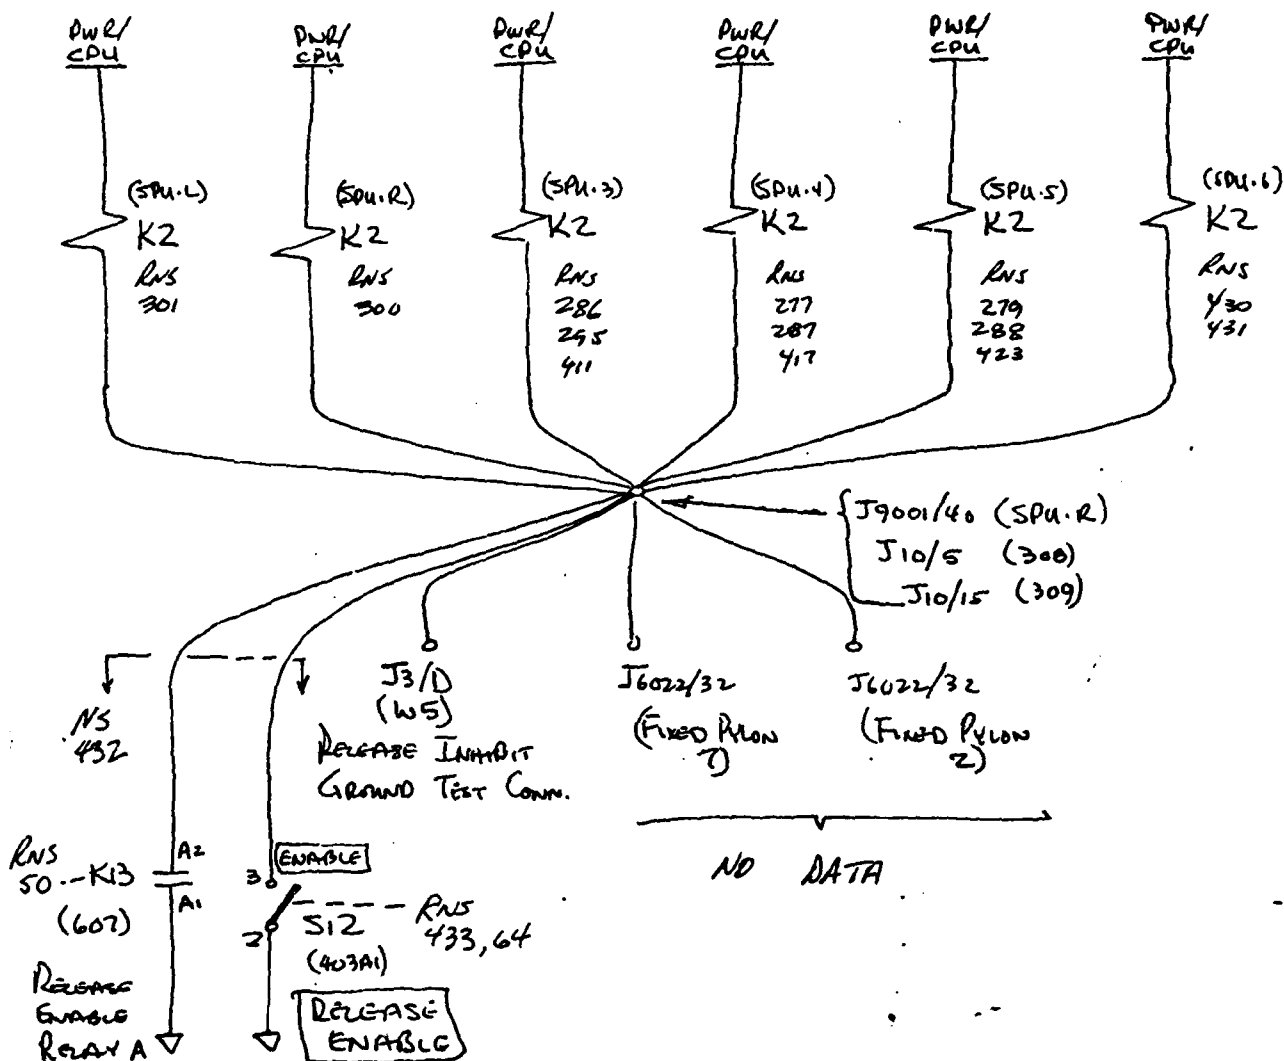 PWR/
CPU
PWR/
CPU
PWR/
CPU
PWR/
CPU
PWR/
CPU
PWR/
CPU
(SPU.L)
K2
RNS
301
(SPU.R)
K2
RNS
300
(SPU.3)
K2
RNS
286
295
411
(SPU.4)
K2
RNS
277
287
417
(SPU.5)
K2
RNS
279
288
423
(SPU.6)
K2
RNS
430
431
J9001/40 (SPU.R)
J10/5 (308)
J10/15 (309)
NS
432
J3/D
(W5)
RELEASE INHIBIT
GROUND TEST CONN.
J6022/32
(FIXED PYLON
J6022/32
(FIXED PYLON
2)
NO DATA
RNS
50 --K13
(607)
A2
A1
RELEASE
ENABLE
RELAY A
ENABLE
3
2
S12
(403A1)
RNS
433, 64
RELEASE
ENABLE